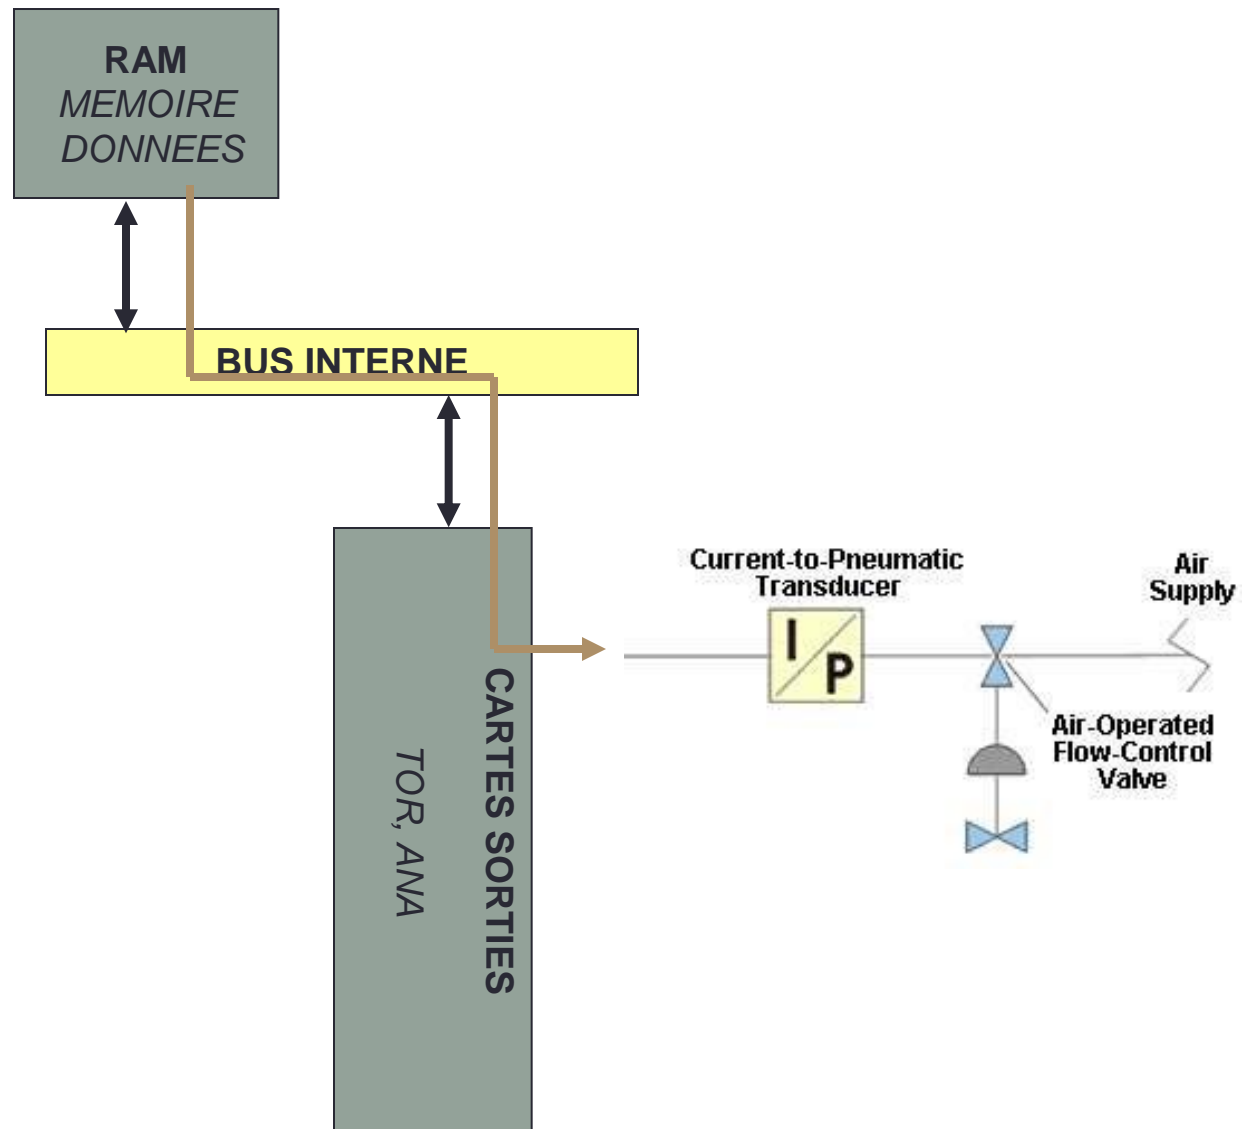 RAM
MEMOIRE
DONNEES
BUS INTERNE
CARTES SORTIES
TOR, ANA
Current-to-Pneumatic
Transducer
I
P
Air
Supply
Air-Operated
Flow-Control
Valve